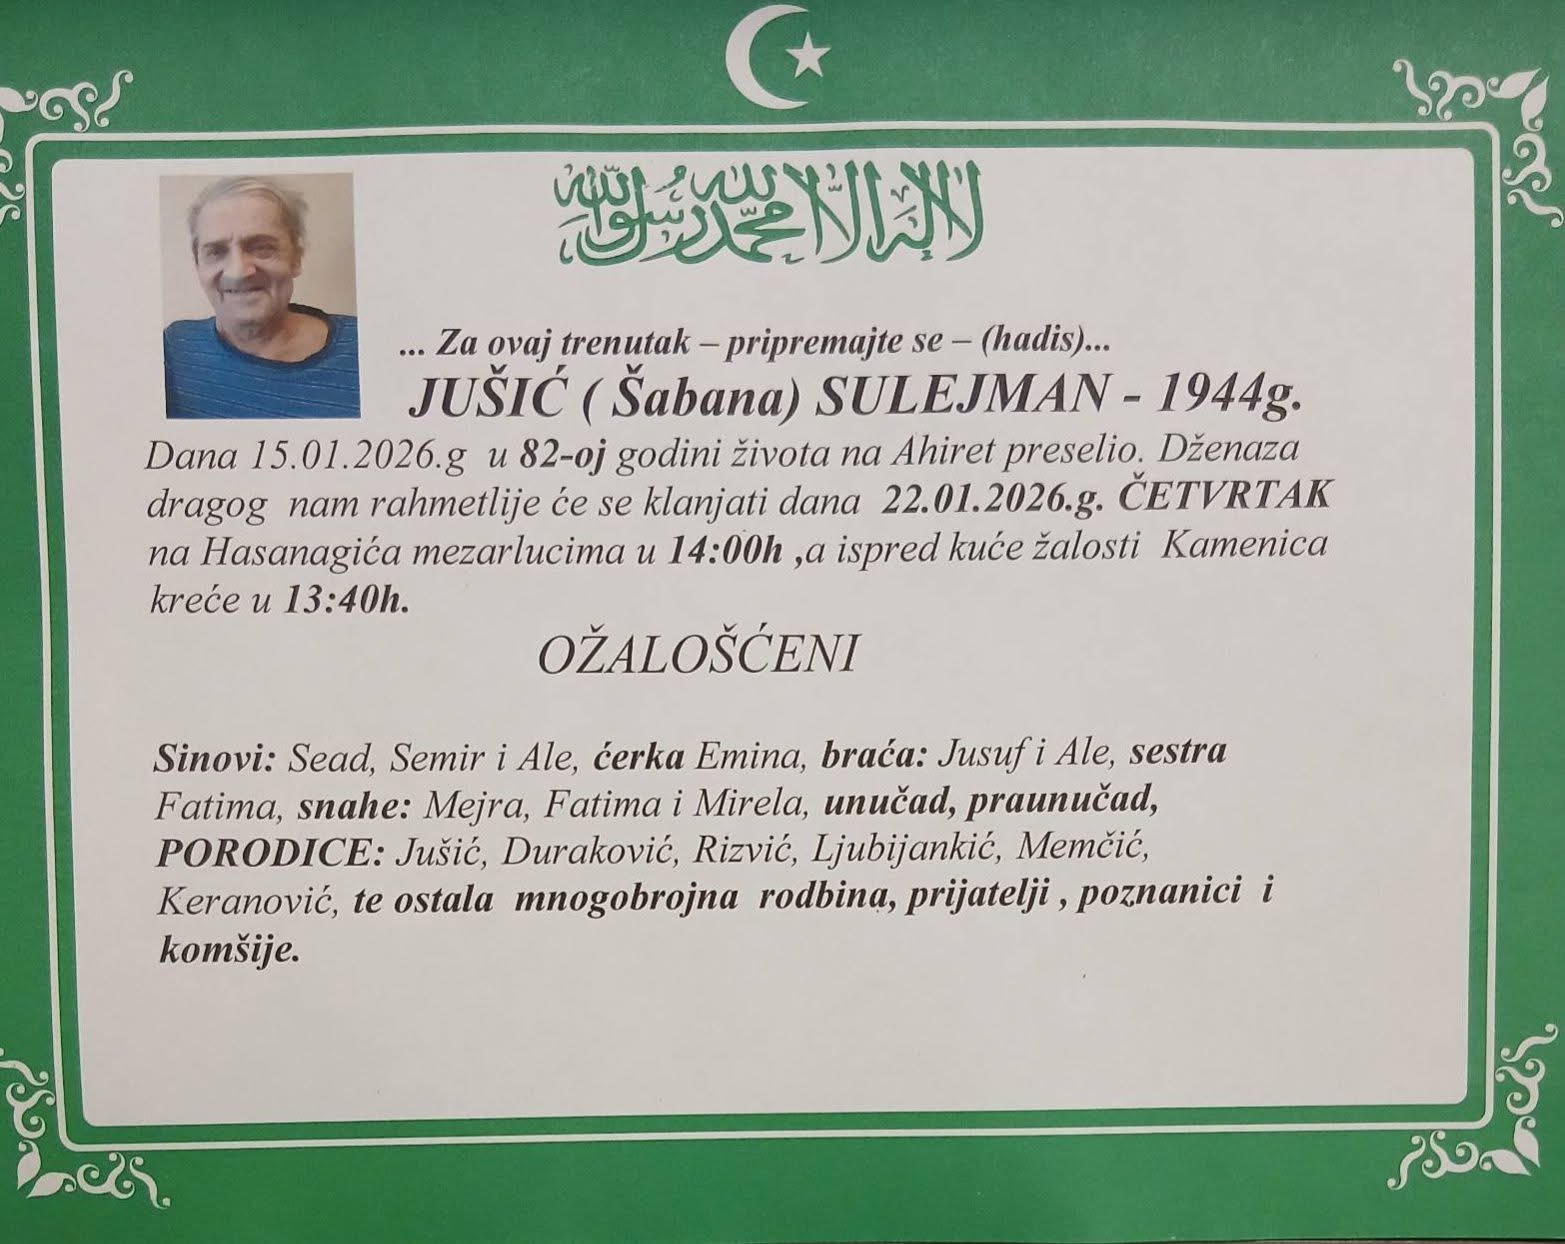 لا إله إلا الله محمد رسول الله
... Za ovaj trenutak – pripremajte se – (hadis)...
JUŠIĆ ( Šabana) SULEJMAN - 1944g.
Dana 15.01.2026.g u 82-oj godini života na Ahiret preselio. Dženaza
dragog nam rahmetlije će se klanjati dana 22.01.2026.g. ČETVRTAK
na Hasanagića mezarlucima u 14:00h ,a ispred kuće žalosti Kamenica
kreće u 13:40h.
OŽALOŠĆENI
Sinovi: Sead, Semir i Ale, ćerka Emina, braća: Jusuf i Ale, sestra
Fatima, snahe: Mejra, Fatima i Mirela, unučad, praunučad,
PORODICE: Jušić, Duraković, Rizvić, Ljubijankić, Memčić,
Keranović, te ostala mnogobrojna rodbina, prijatelji , poznanici i
komšije.